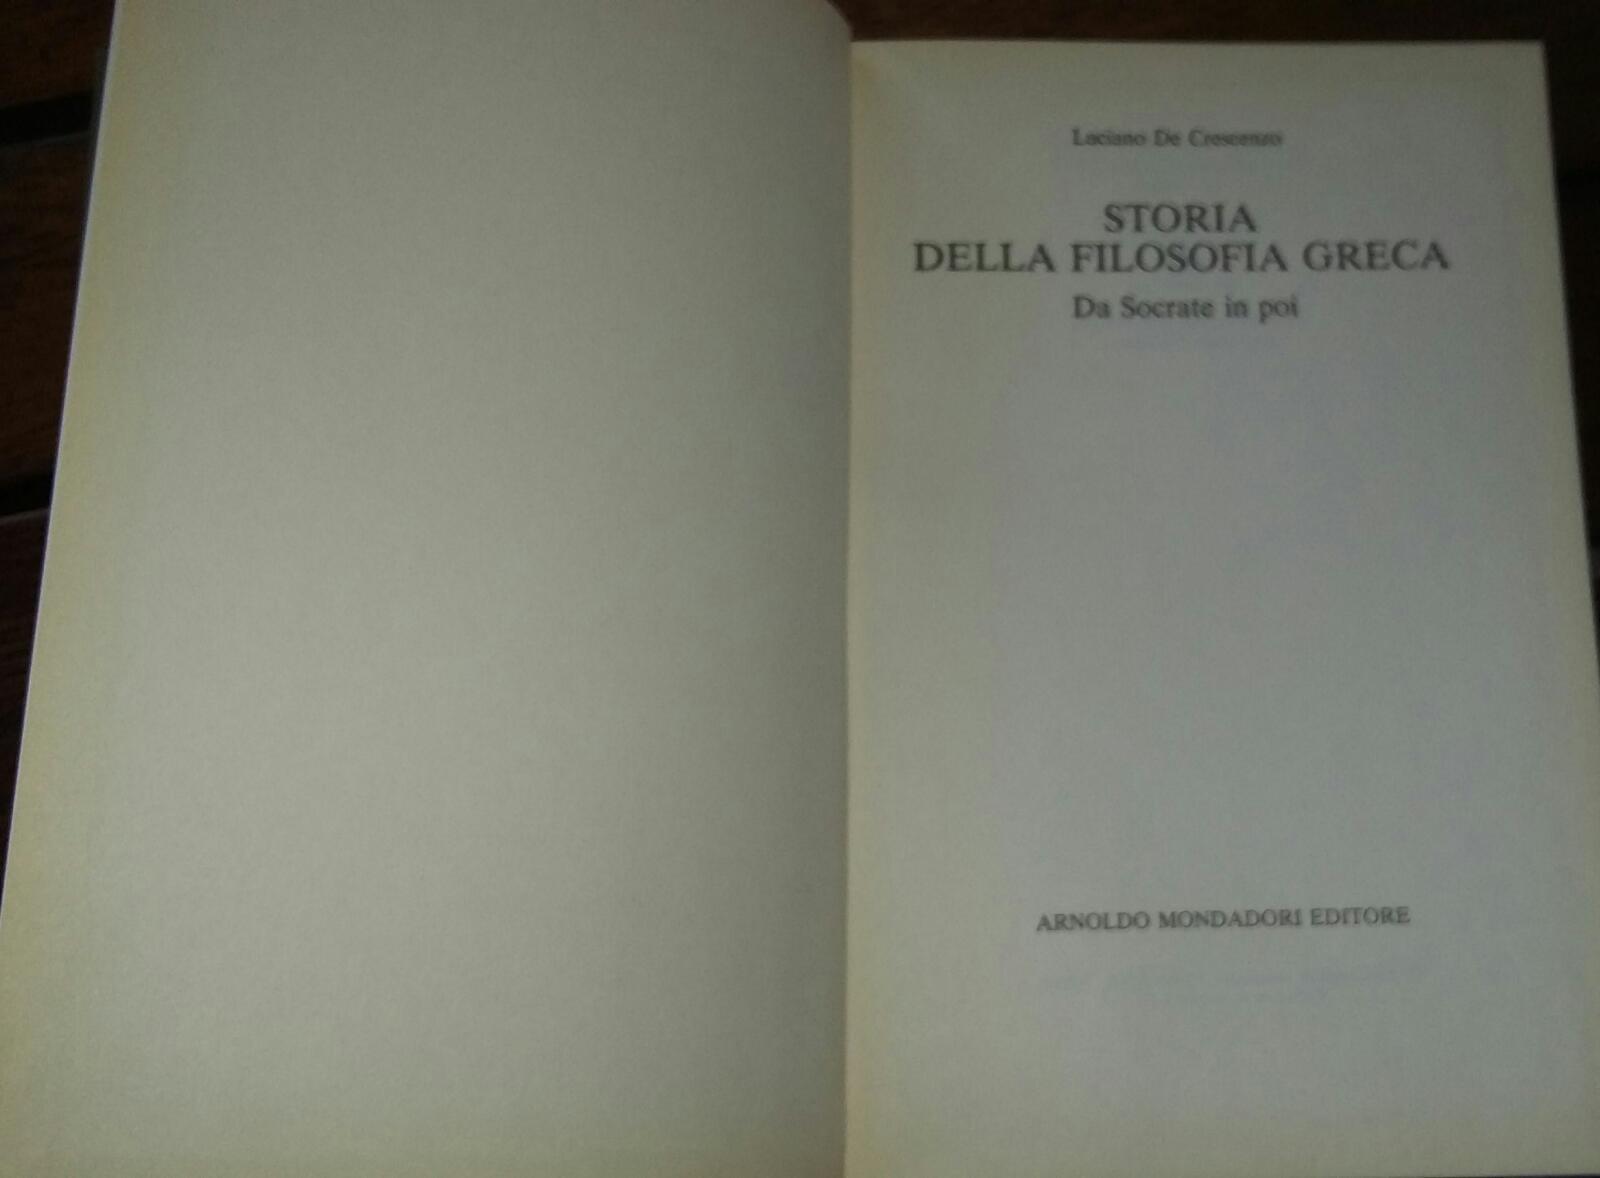 Luciano De Crescenzo
STORIA
DELLA FILOSOFIA GRECA
Da Socrate in poi
ARNOLDO MONDADORI EDITORE